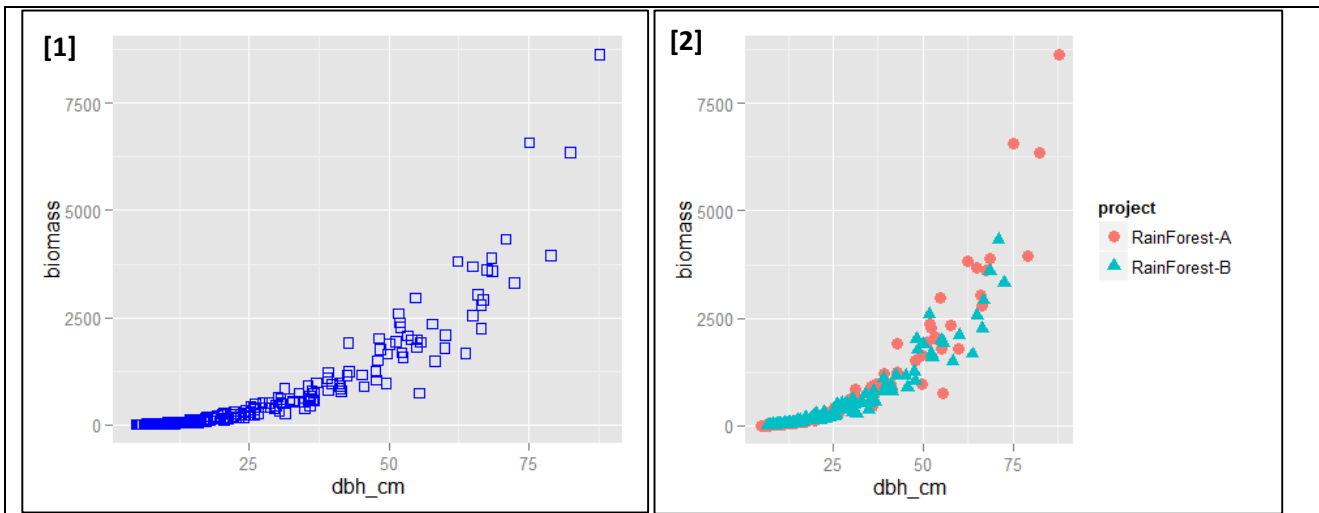 [1]
7500
5000
2500
0
biomass
25
50
75
dbh_cm
[2]
7500
5000
2500
0
biomass
25
50
75
dbh_cm
project
RainForest-A
RainForest-B